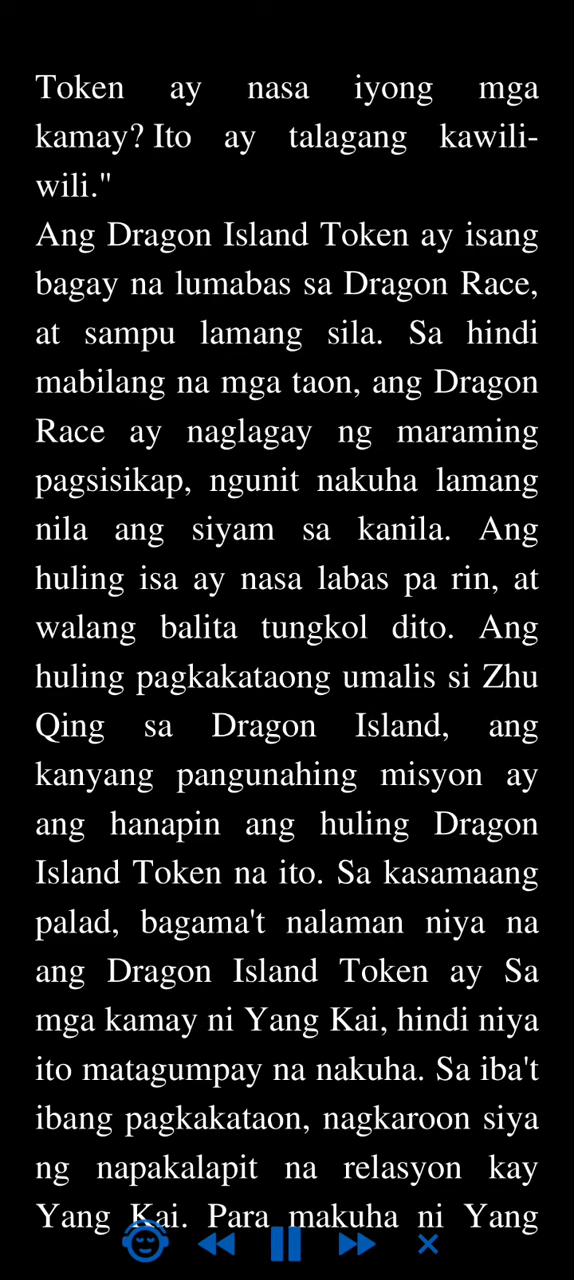 Token ay nasa iyong mga
kamay? Ito ay talagang kawili-
wili."
Ang Dragon Island Token ay isang
bagay na lumabas sa Dragon Race,
at sampu lamang sila. Sa hindi
mabilang na mga taon, ang Dragon
Race ay naglagay ng maraming
pagsisikap, ngunit nakuha lamang
nila ang siyam sa kanila. Ang
huling isa ay nasa labas pa rin, at
walang balita tungkol dito. Ang
huling pagkakataong umalis si Zhu
Qing sa Dragon Island, ang
kanyang pangunahing misyon ay
ang hanapin ang huling Dragon
Island Token na ito. Sa kasamaang
palad, bagama't nalaman niya na
ang Dragon Island Token ay Sa
mga kamay ni Yang Kai, hindi niya
ito matagumpay na nakuha. Sa iba't
ibang pagkakataon, nagkaroon siya
ng napakalapit na relasyon kay
Yang Kai. Para makuha ni Yang